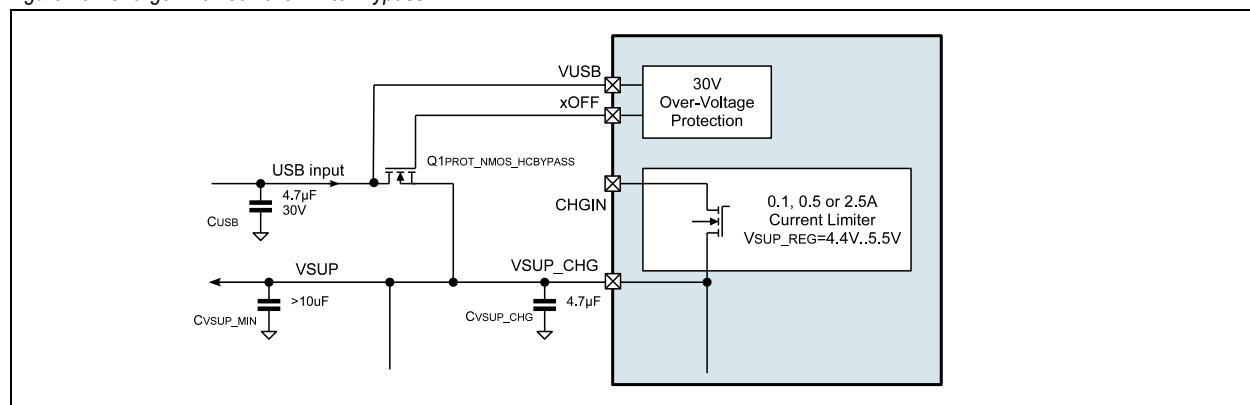 VUSB
30V
Over-Voltage
Protection
xOFF
Q1PROT_NMOS_HCBYPASS
USB input
4.7µF
30V
CUSB
CHGIN
0.1, 0.5 or 2.5A
Current Limiter
VSUP_REG=4.4V..5.5V
VSUP
VSUP_CHG
>10uF
4.7µF
CVSUP_MIN
CVSUP_CHG